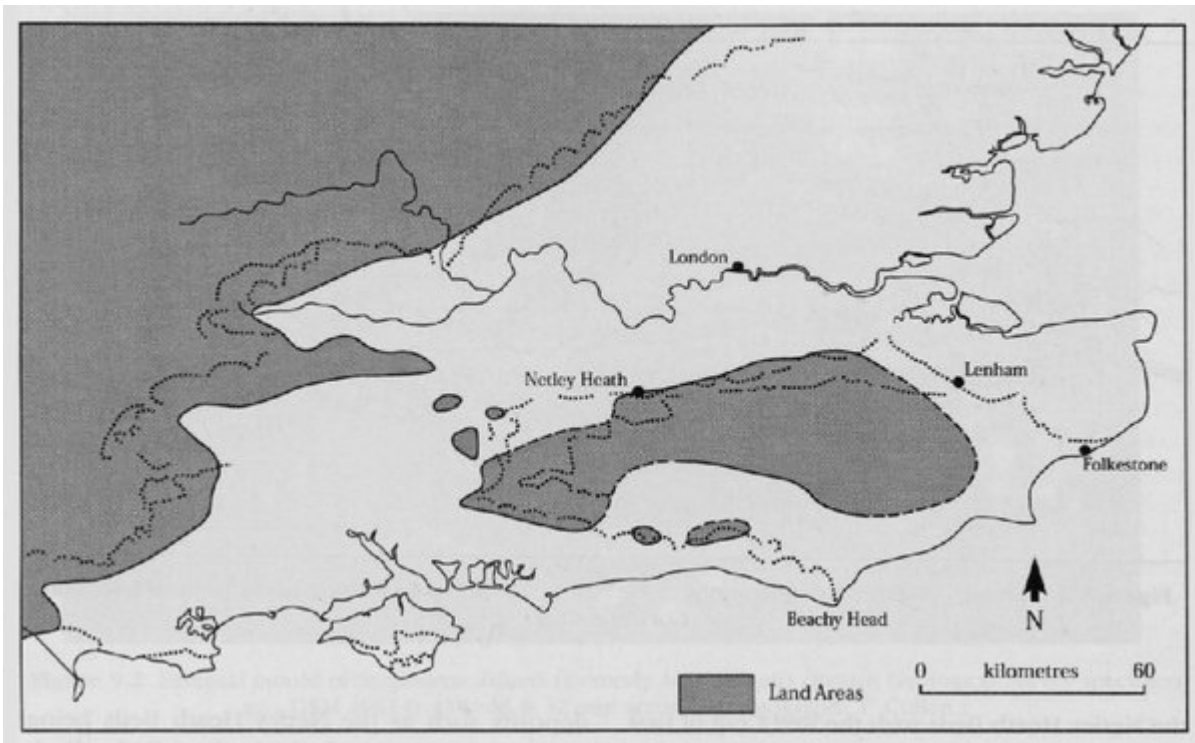 London
Netley Heath
Lenham
Folkestone
Beachy Head
N
0 kilometres 60
Land Areas